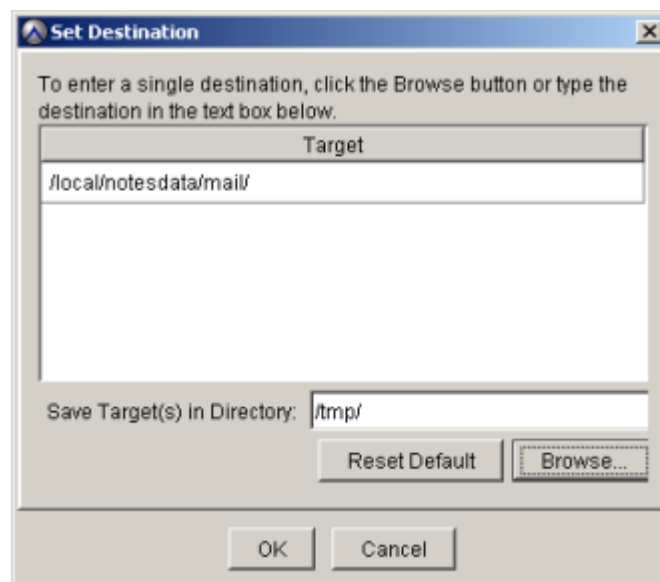 Set Destination
To enter a single destination, click the Browse button or type the
destination in the text box below.
Target
/local/notesdata/mail/
Save Target(s) in Directory: /tmp/
Reset Default Browse...
OK Cancel